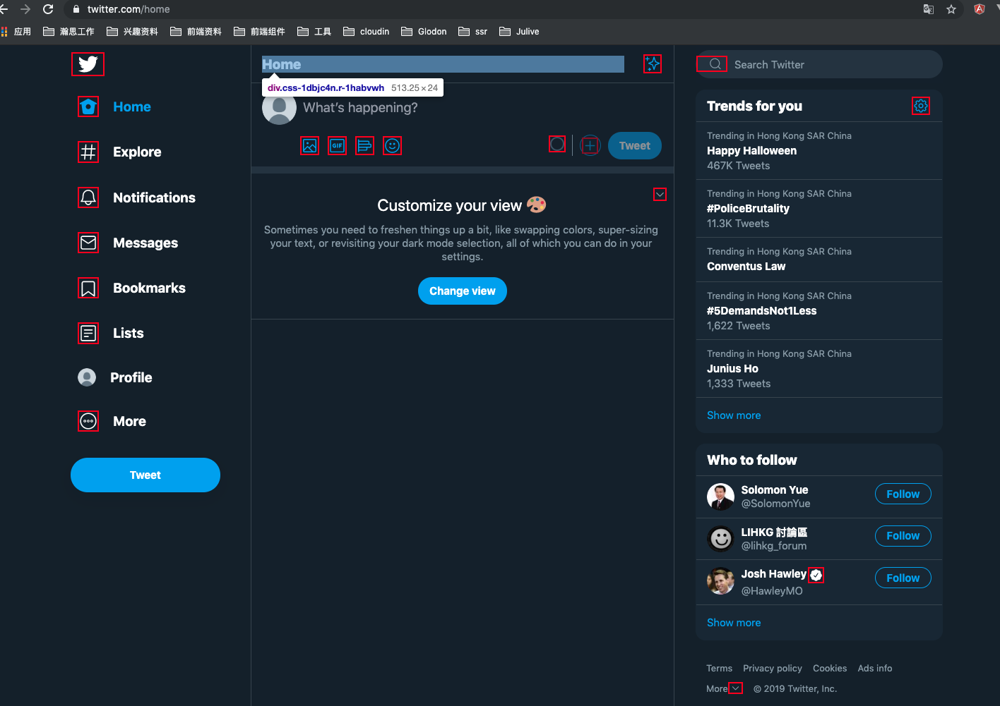 twitter.com/home
应用
瀚思工作
兴趣资料
前端资料
前端组件
工具
cloudin
Glodon
ssr
Julive
Home
Explore
Notifications
Messages
Bookmarks
Lists
Profile
More
Tweet
Home
div.css-1dbjc4n.r-1habvwh 513.25 × 24
What's happening?
GIF
Tweet
Customize your view
Sometimes you need to freshen things up a bit, like swapping colors, super-sizing
your text, or revisiting your dark mode selection, all of which you can do in your
settings.
Change view
Search Twitter
Trends for you
Trending in Hong Kong SAR China
Happy Halloween
467K Tweets
Trending in Hong Kong SAR China
#PoliceBrutality
11.3K Tweets
Trending in Hong Kong SAR China
Conventus Law
Trending in Hong Kong SAR China
#5DemandsNot1Less
1,622 Tweets
Trending in Hong Kong SAR China
Junius Ho
1,333 Tweets
Show more
Who to follow
Solomon Yue
@SolomonYue
Follow
LIHKG 討論區
@lihkg_forum
Follow
Josh Hawley
@HawleyMO
Follow
Show more
Terms Privacy policy Cookies Ads info
More © 2019 Twitter, Inc.